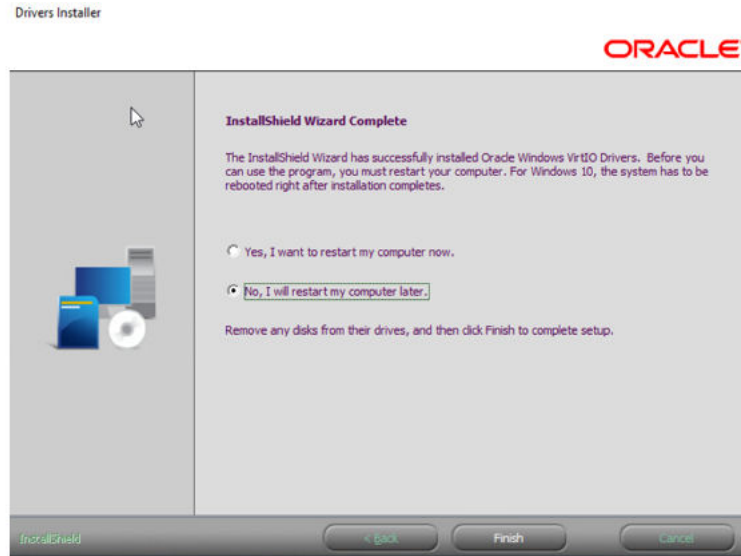 Drivers Installer
ORACLE
InstallShield Wizard Complete
The InstallShield Wizard has successfully installed Oracle Windows VirtIO Drivers. Before you
can use the program, you must restart your computer. For Windows 10, the system has to be
rebooted right after installation completes.
Yes, I want to restart my computer now.
No, I will restart my computer later.
Remove any disks from their drives, and then click Finish to complete setup.
InstallShield
< Back
Finish
Cancel